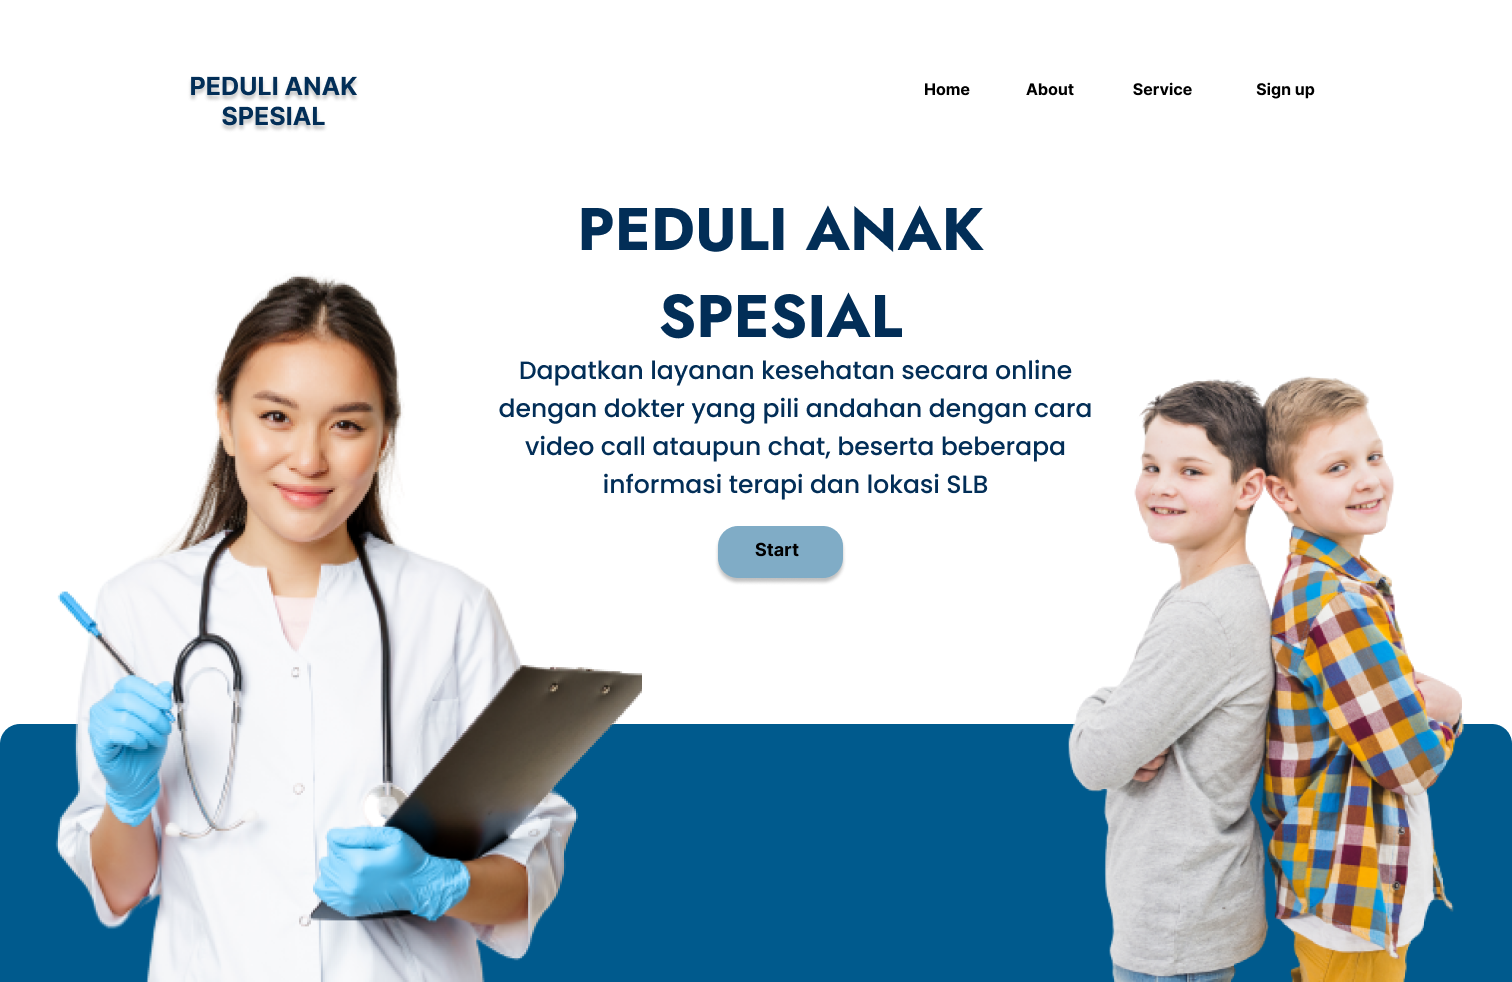 PEDULI ANAK
SPESIAL
Home About Service Sign up
PEDULI ANAK
SPESIAL
Dapatkan layanan kesehatan secara online
dengan dokter yang pili andahan dengan cara
video call ataupun chat, beserta beberapa
informasi terapi dan lokasi SLB
Start